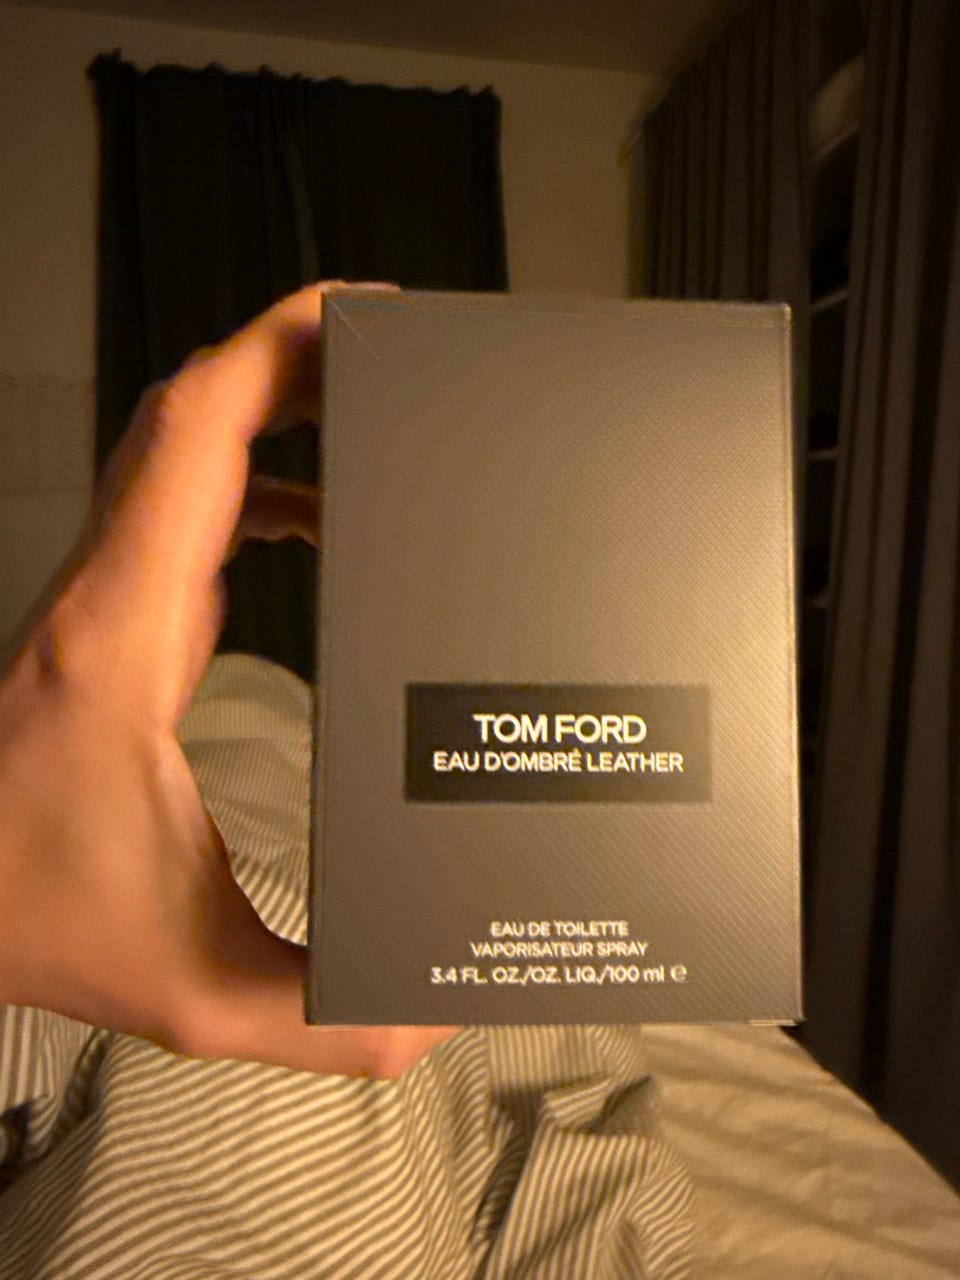 TOM FORD
EAU D'OMBRÉ LEATHER
EAU DE TOILETTE
VAPORISATEUR SPRAY
3.4 FL. OZ./OZ. LIQ./100 ml ℮